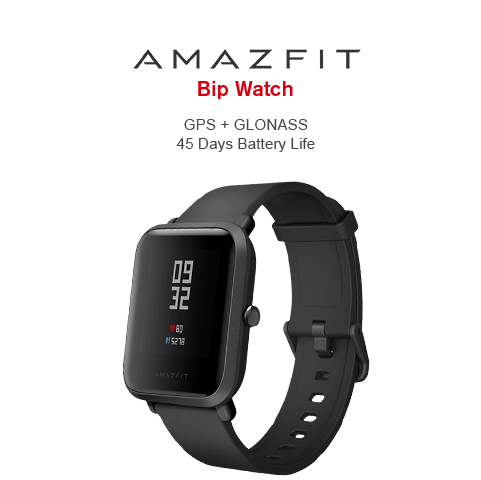 AMAZFIT
Bip Watch
GPS + GLONASS
45 Days Battery Life
09
32
80
5278
AMAZFIT